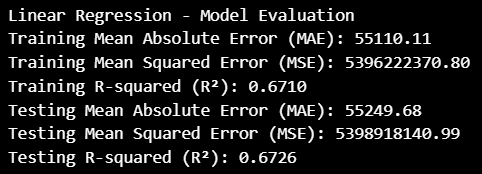 Linear Regression - Model Evaluation
Training Mean Absolute Error (MAE): 55110.11
Training Mean Squared Error (MSE): 5396222370.80
Training R-squared (R²): 0.6710
Testing Mean Absolute Error (MAE): 55249.68
Testing Mean Squared Error (MSE): 5398918140.99
Testing R-squared (R²): 0.6726